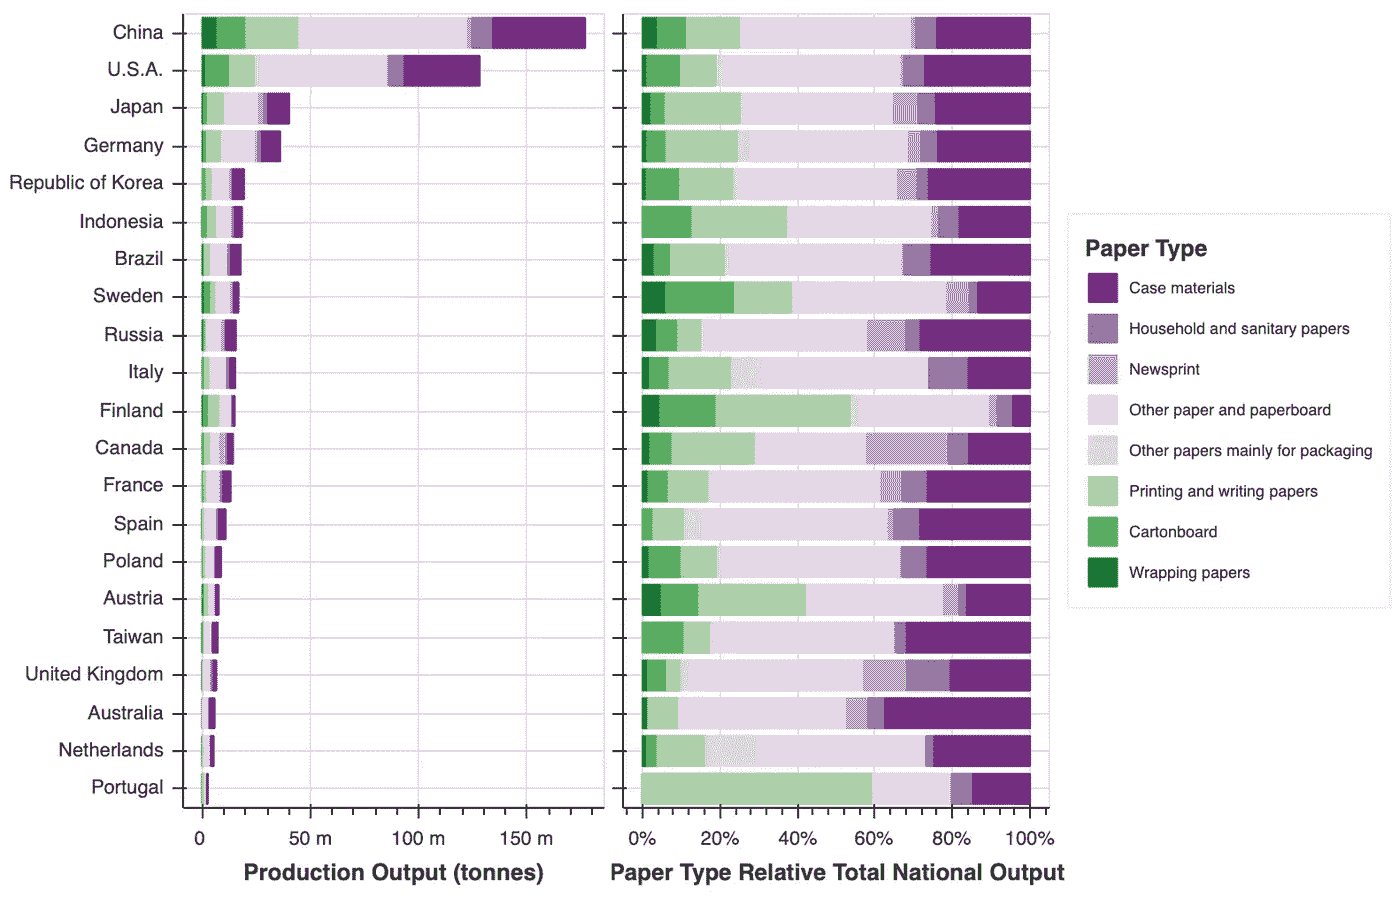 China
U.S.A.
Japan
Germany
Republic of Korea
Indonesia
Brazil
Sweden
Russia
Italy
Finland
Canada
France
Spain
Poland
Austria
Taiwan
United Kingdom
Australia
Netherlands
Portugal
0 50 m 100 m 150 m
Production Output (tonnes)
0% 20% 40% 60% 80% 100%
Paper Type Relative Total National Output
Paper Type
Case materials
Household and sanitary papers
Newsprint
Other paper and paperboard
Other papers mainly for packaging
Printing and writing papers
Cartonboard
Wrapping papers